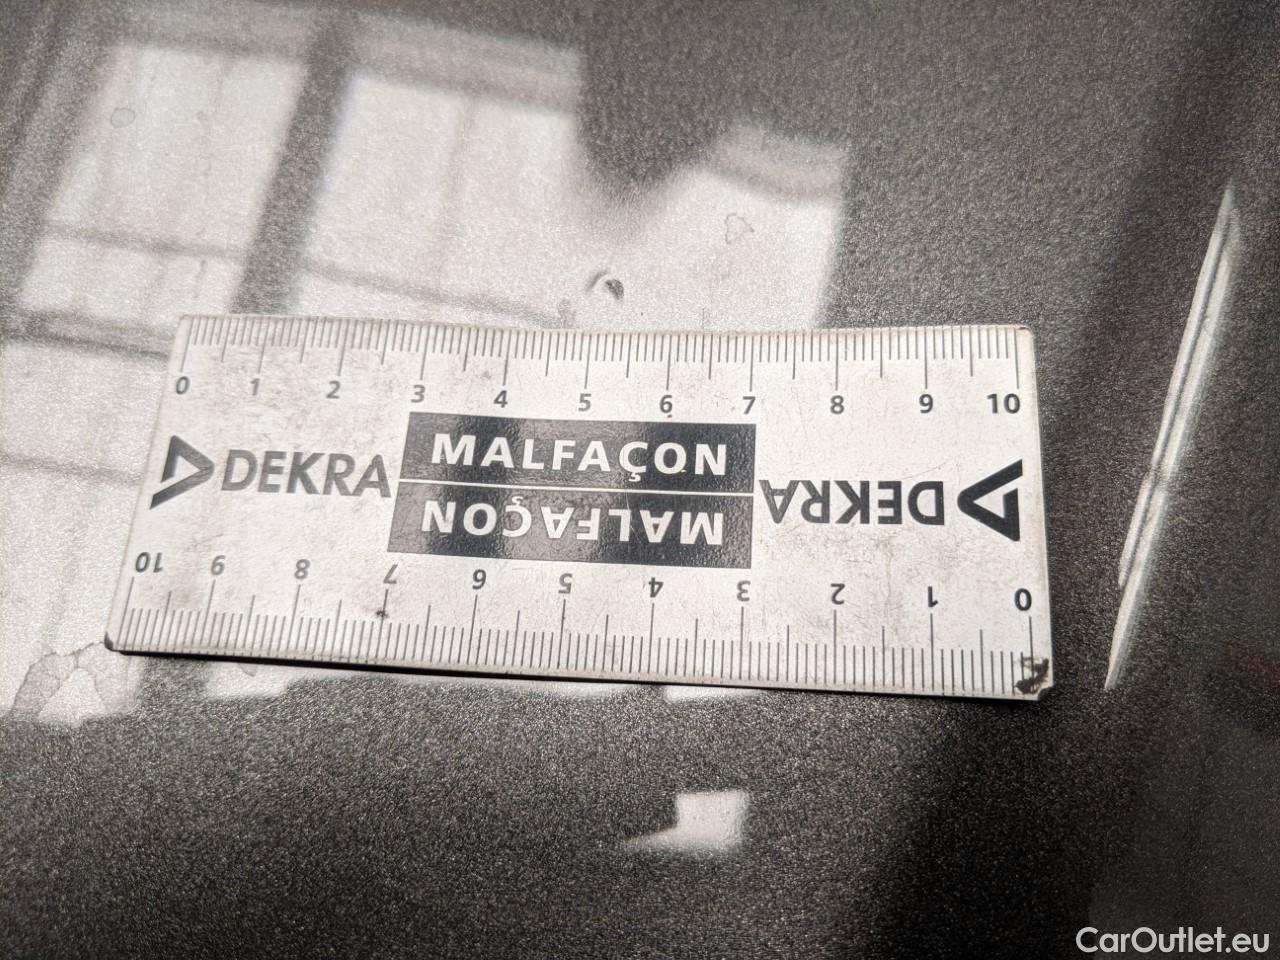 0 1 2 3 4 5 6 7 8 9 10
DEKRA MALFAÇON
MALFAÇON DEKRA
10 9 8 7 6 5 4 3 2 1 0
CarOutlet.eu